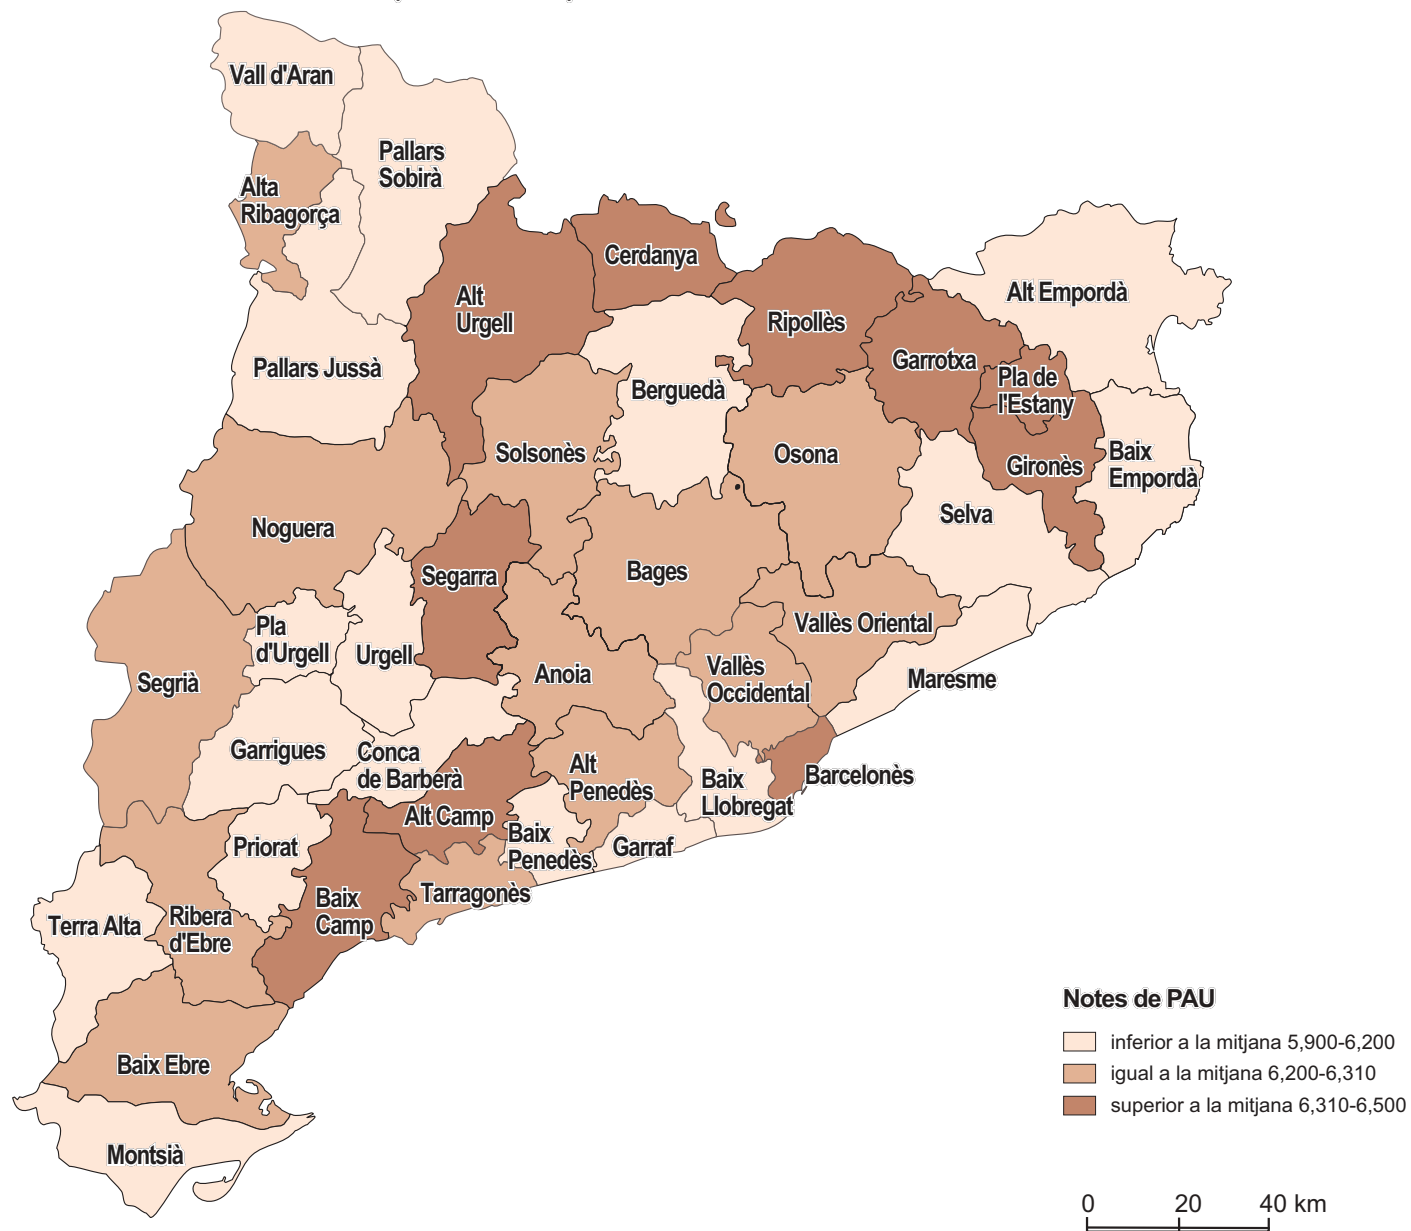 Vall d'Aran
Pallars
Sobirà
Alta
Ribagorça
Cerdanya
Alt
Urgell
Alt Empordà
Ripollès
Garrotxa
Pallars Jussà
Pla de
l'Estany
Berguedà
Solsonès
Osona
Gironès
Baix
Empordà
Noguera
Selva
Segarra
Bages
Pla
d'Urgell
Urgell
Vallès Oriental
Segrià
Anoia
Vallès
Occidental
Maresme
Garrigues
Conca
de Barberà
Alt
Penedès
Baix
Llobregat
Barcelonès
Alt Camp
Priorat
Baix
Penedès
Garraf
Baix
Camp
Tarragonès
Terra Alta
Ribera
d'Ebre
Baix Ebre
Montsià
Notes de PAU
inferior a la mitjana 5,900-6,200
igual a la mitjana 6,200-6,310
superior a la mitjana 6,310-6,500
0 20 40 km